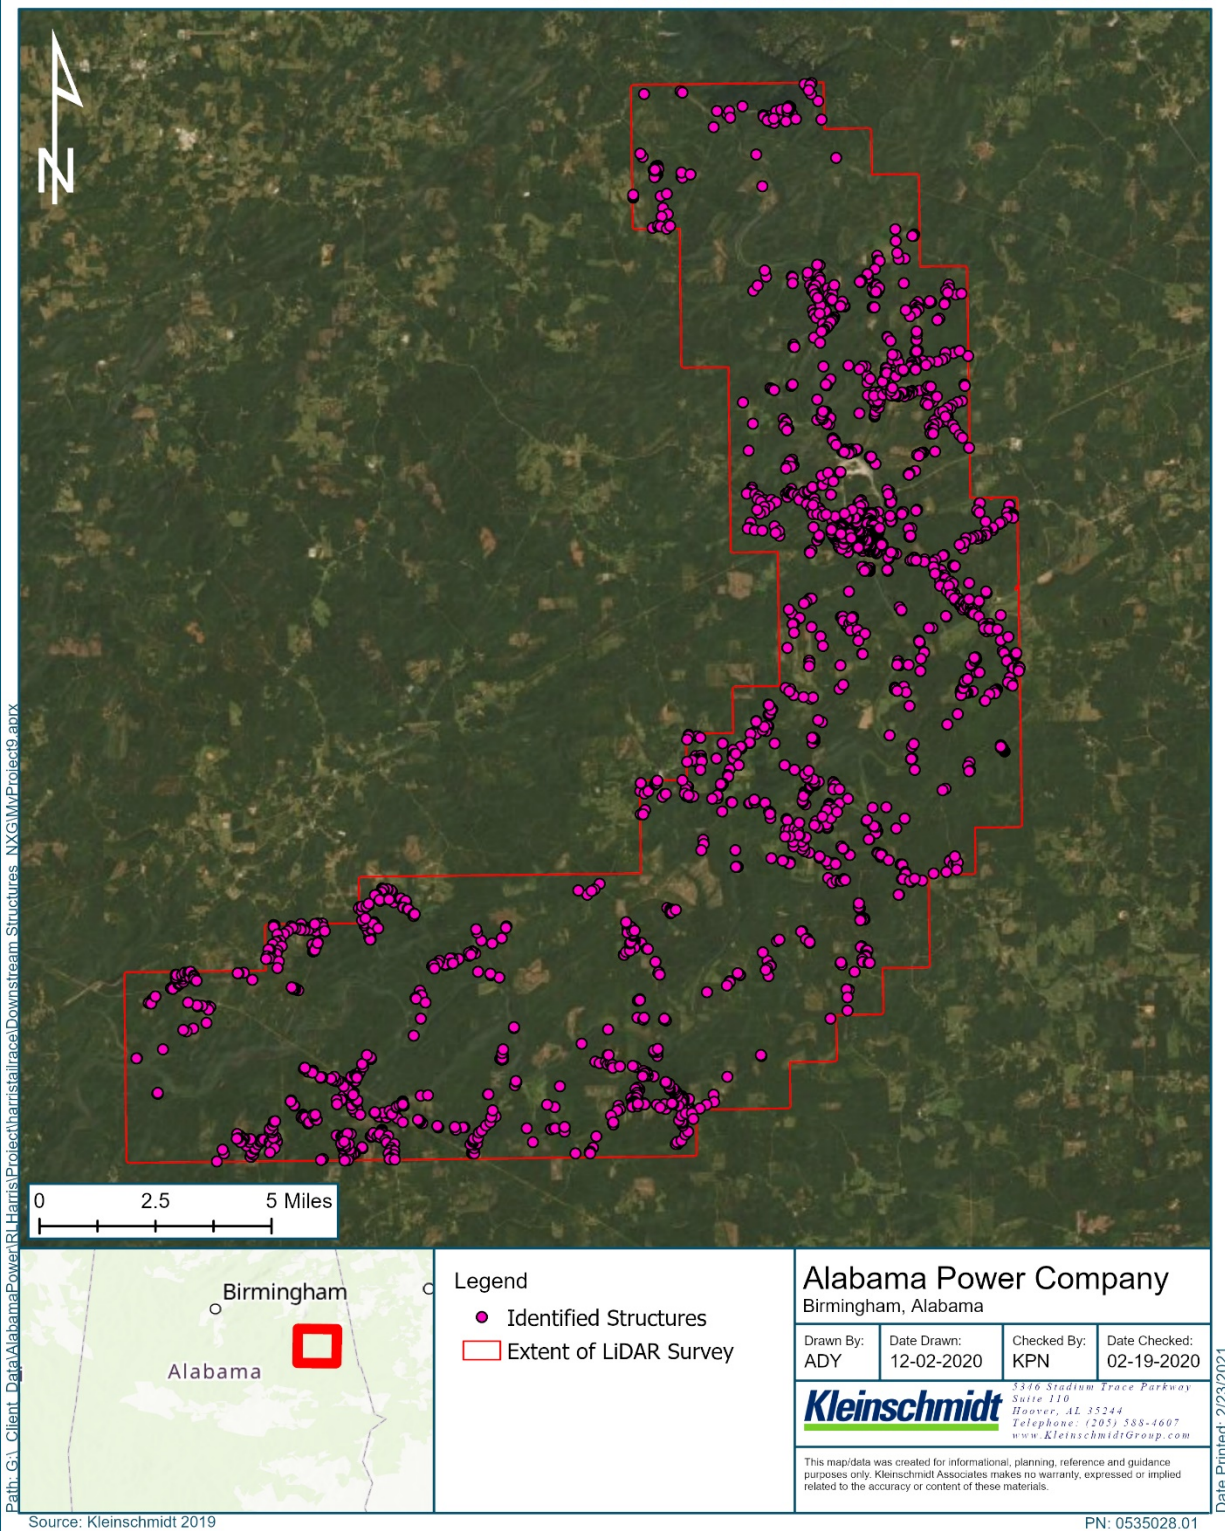 N
0 2.5 5 Miles
Birmingham
Alabama
Legend
Identified Structures
Extent of LiDAR Survey
Alabama Power Company
Birmingham, Alabama
Drawn By:
ADY
Date Drawn:
12-02-2020
Checked By:
KPN
Date Checked:
02-19-2020
Kleinschmidt
5346 Stadium Trace Parkway
Suite 110
Hoover, AL 35244
Telephone: (205) 588-4607
www.KleinschmidtGroup.com
This map/data was created for informational, planning, reference and guidance
purposes only. Kleinschmidt Associates makes no warranty, expressed or implied
related to the accuracy or content of these materials.
Path: G:\_Client_Data\AlabamaPower\RLHarris\Project\harristailrace\Downstream Structures_NXG\MyProject9.aprx
Date Printed: 2/23/2021
Source: Kleinschmidt 2019
PN: 0535028.01